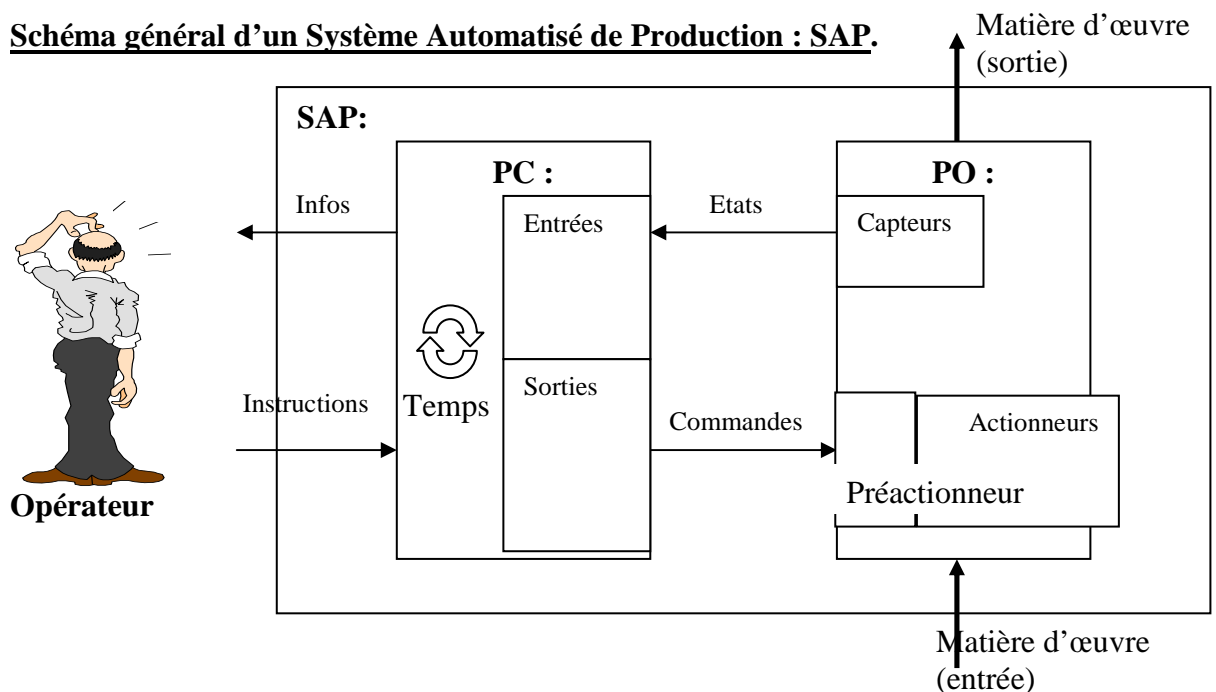 Schéma général d’un Système Automatisé de Production : SAP.
Matière d’œuvre
(sortie)
SAP:
PC :
PO :
Infos
Entrées
Etats
Capteurs
Instructions
Temps
Sorties
Commandes
Actionneurs
Préactionneur
Opérateur
Matière d’œuvre
(entrée)